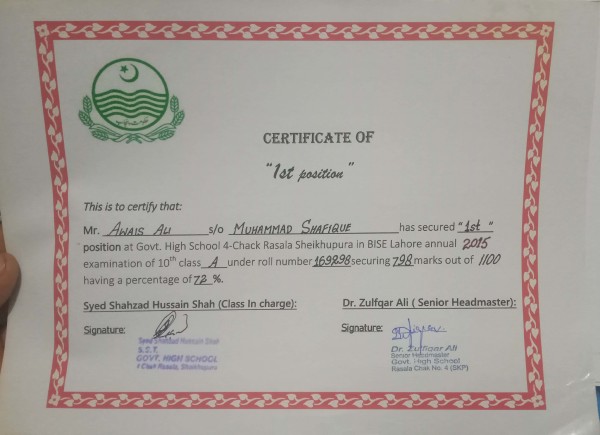 CERTIFICATE OF
"1st position"
This is to certify that:
Mr. AWAIS ALI s/o MUHAMMAD SHAFIQUE has secured "1st"
position at Govt. High School 4-Chack Rasala Sheikhupura in BISE Lahore annual 2015
examination of 10th class A under roll number 169298 securing 798 marks out of 1100
having a percentage of 72 %.
Syed Shahzad Hussain Shah (Class In charge): Dr. Zulfqar Ali ( Senior Headmaster):
Signature: Signature:
Syed Shahzad Hussain Shah
S.S.T.
GOVT. HIGH SCHOOL
4 Chak Rasala, Sheikhupura
Dr. Zulfiqar Ali
Senior Headmaster
Govt. High School
Rasala Chak No. 4 (SKP)